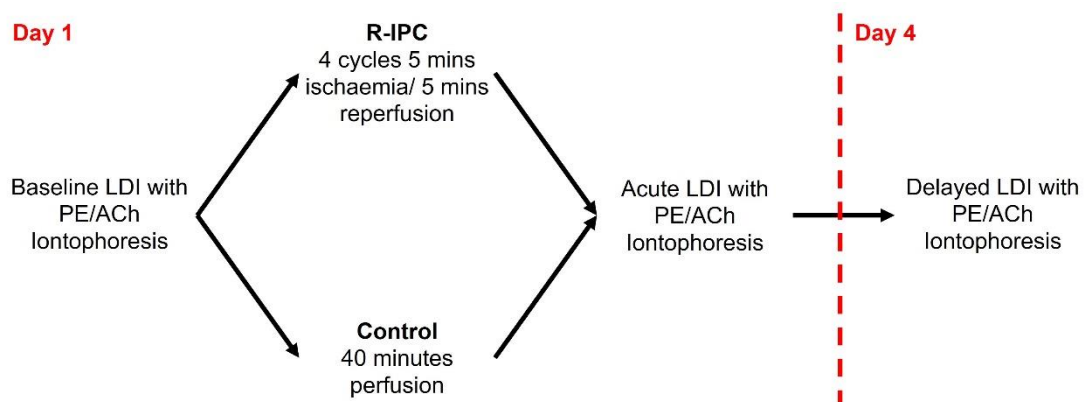 Day 1
R-IPC
4 cycles 5 mins
ischaemia/ 5 mins
reperfusion
Day 4
Baseline LDI with
PE/ACh
Iontophoresis
Acute LDI with
PE/ACh
Iontophoresis
Delayed LDI with
PE/ACh
Iontophoresis
Control
40 minutes
perfusion